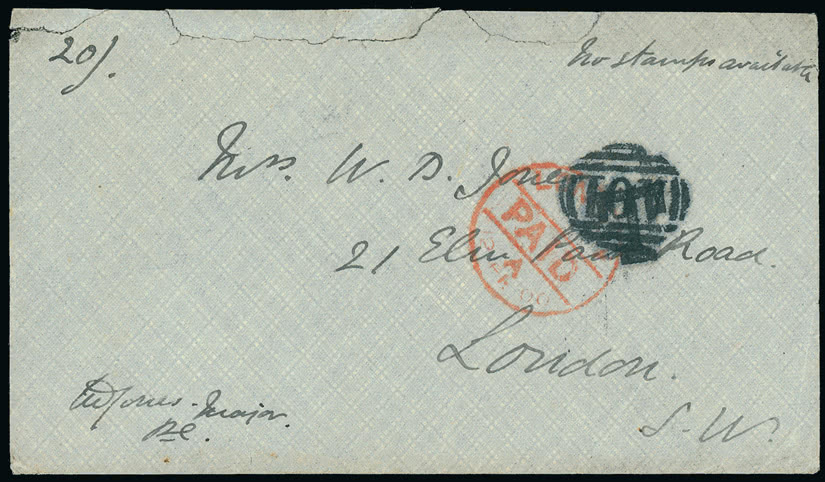 20).
No stamps available
Mrs. W. D. Jones
21 Elm Park Road.
London.
S.W.
PAID
Jones. Major.
R.E.